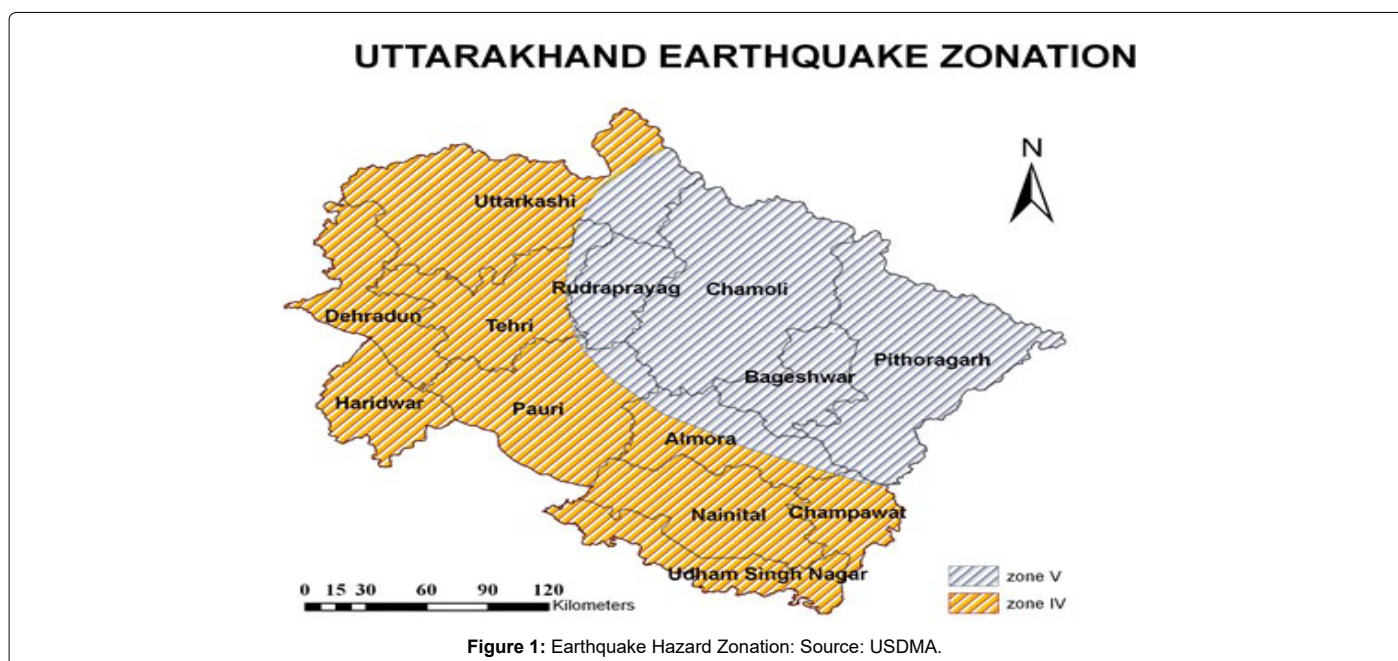 UTTARAKHAND EARTHQUAKE ZONATION
N
Uttarkashi
Rudraprayag
Chamoli
Dehradun
Tehri
Pithoragarh
Bageshwar
Haridwar
Pauri
Almora
Nainital
Champawat
Udham Singh Nagar
zone V
zone IV
0 15 30 60 90 120
Kilometers
Figure 1: Earthquake Hazard Zonation: Source: USDMA.